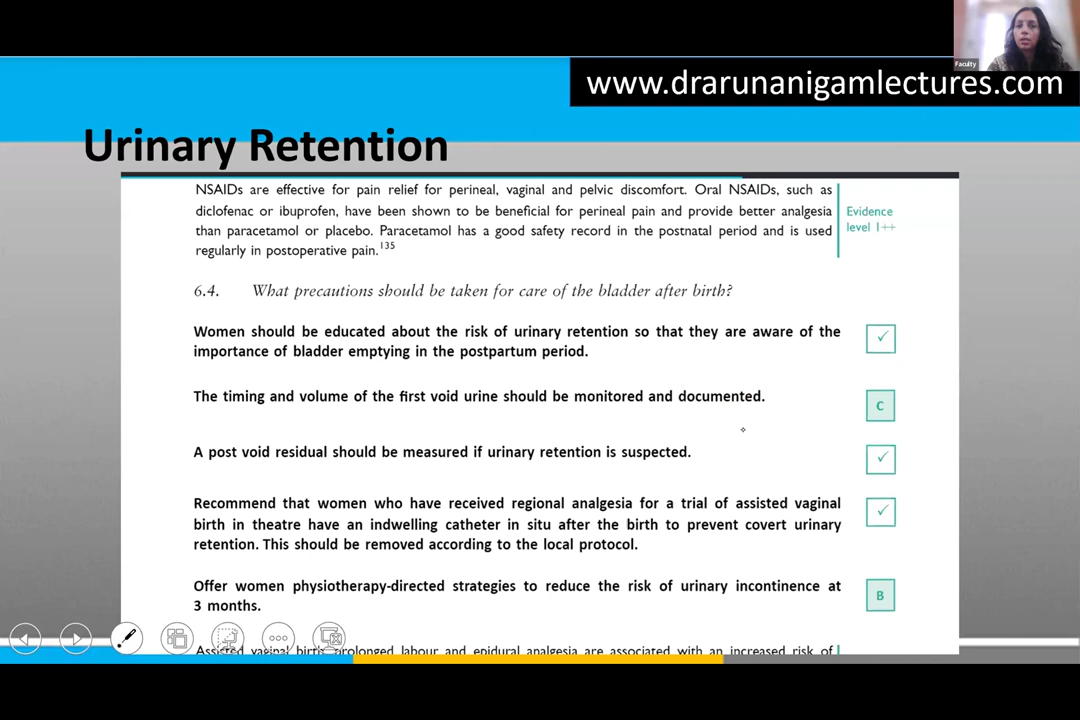 Faculty
www.drarunanigamlectures.com
Urinary Retention
NSAIDs are effective for pain relief for perineal, vaginal and pelvic discomfort. Oral NSAIDs, such as
diclofenac or ibuprofen, have been shown to be beneficial for perineal pain and provide better analgesia
than paracetamol or placebo. Paracetamol has a good safety record in the postnatal period and is used
regularly in postoperative pain.135
Evidence
level 1++
6.4. What precautions should be taken for care of the bladder after birth?
Women should be educated about the risk of urinary retention so that they are aware of the
importance of bladder emptying in the postpartum period.
✓
The timing and volume of the first void urine should be monitored and documented.
C
A post void residual should be measured if urinary retention is suspected.
✓
Recommend that women who have received regional analgesia for a trial of assisted vaginal
birth in theatre have an indwelling catheter in situ after the birth to prevent covert urinary
retention. This should be removed according to the local protocol.
✓
Offer women physiotherapy-directed strategies to reduce the risk of urinary incontinence at
3 months.
B
Assisted vaginal birth, prolonged labour and epidural analgesia are associated with an increased risk of